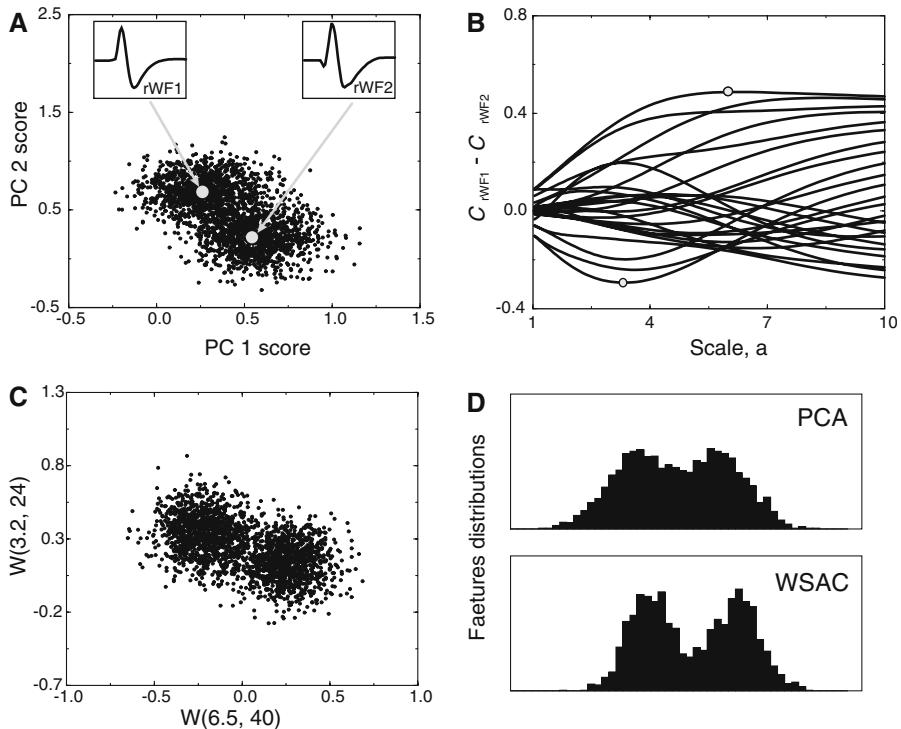 A
2.5
1.5
0.5
-0.5
-0.5
0.0
0.5
1.0
1.5
PC 2 score
PC 1 score
rWF1
rWF2
B
0.8
0.4
0.0
-0.4
1
4
7
10
C rWF1 - C rWF2
Scale, a
C
1.3
0.8
0.3
-0.2
-0.7
-1.0
-0.5
0.0
0.5
1.0
W(3.2, 24)
W(6.5, 40)
D
PCA
WSAC
Faetures distributions